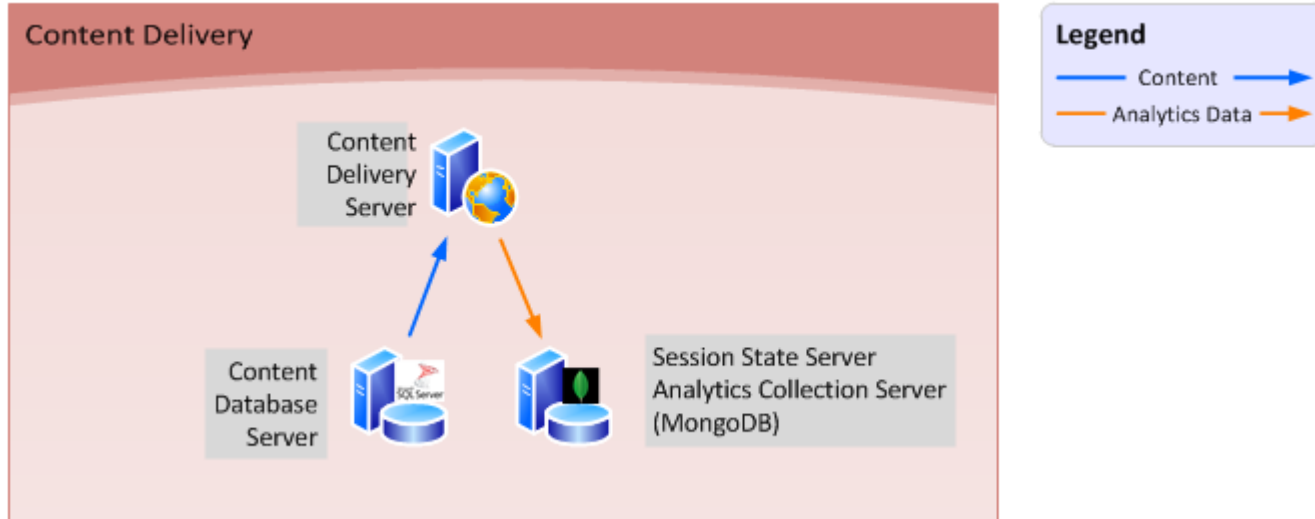 Content Delivery
Content
Delivery
Server
Content
Database
Server
SQL Server
Session State Server
Analytics Collection Server
(MongoDB)
Legend
Content
Analytics Data